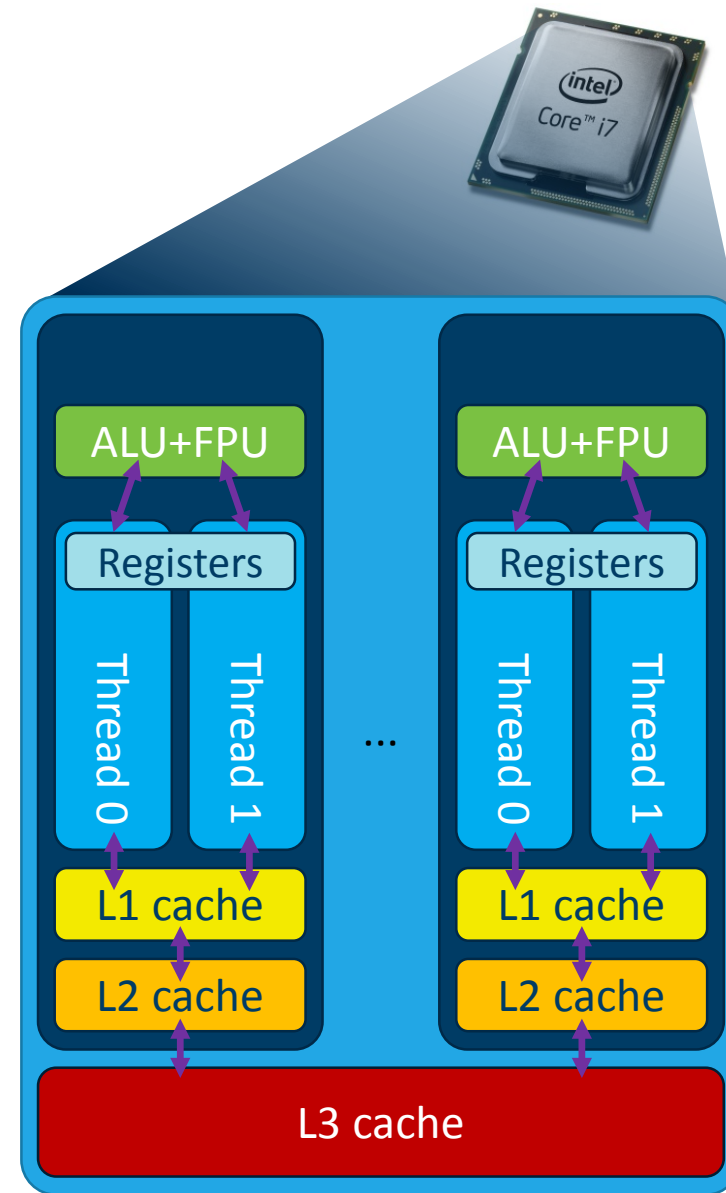 intel
Core™ i7
ALU+FPU
Registers
Thread 0
Thread 1
L1 cache
L2 cache
...
ALU+FPU
Registers
Thread 0
Thread 1
L1 cache
L2 cache
L3 cache